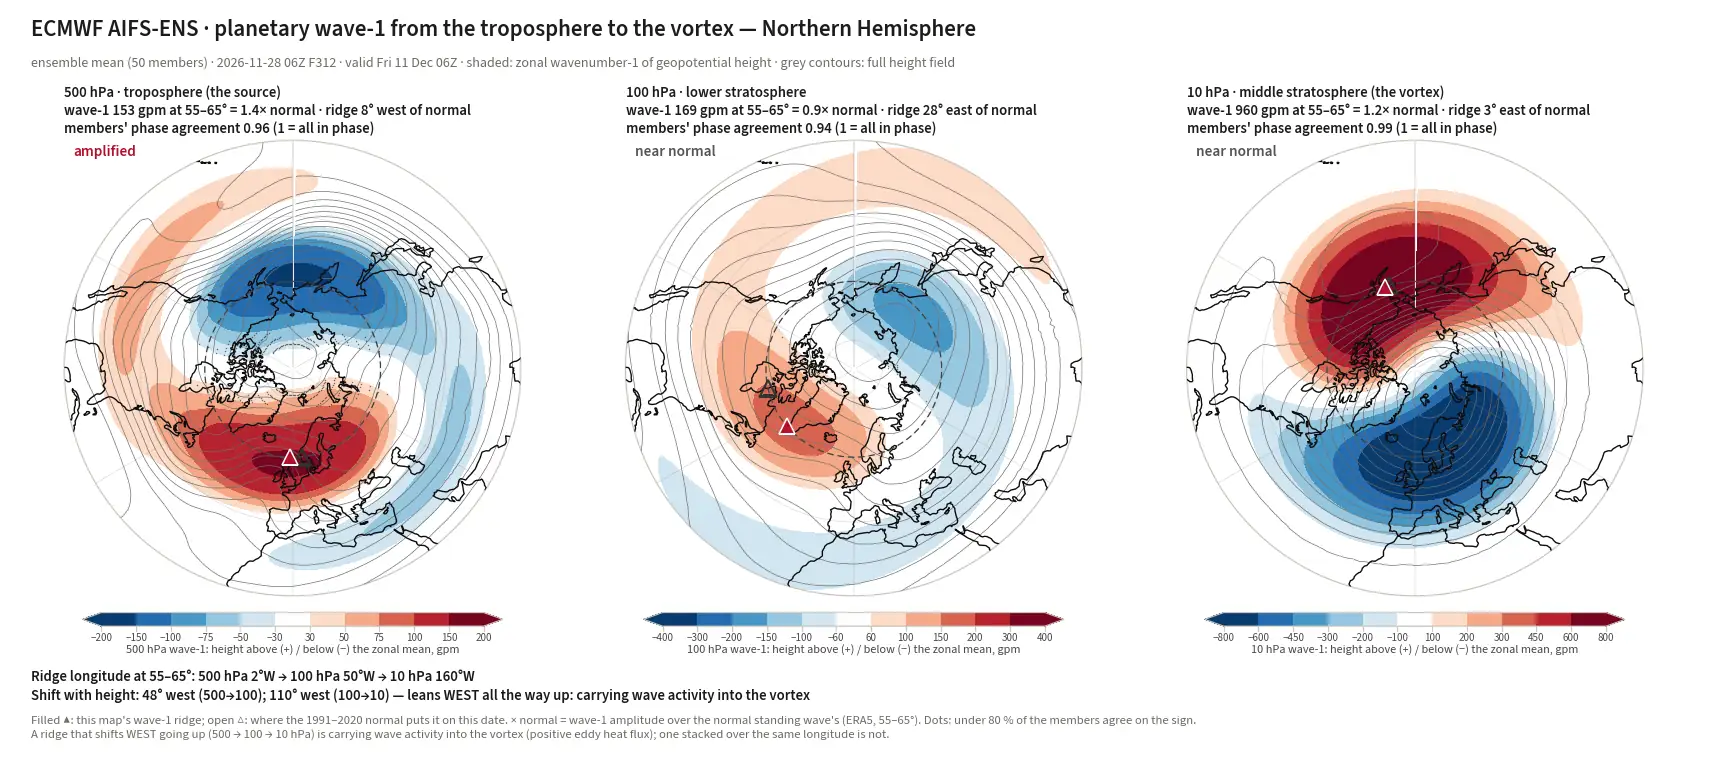 ECMWF AIFS-ENS · planetary wave-1 from the troposphere to the vortex — Northern Hemisphere
ensemble mean (50 members) · 2026-11-28 06Z F312 · valid Fri 11 Dec 06Z · shaded: zonal wavenumber-1 of geopotential height · grey contours: full height field
500 hPa · troposphere (the source)
wave-1 153 gpm at 55–65° = 1.4× normal · ridge 8° west of normal
members' phase agreement 0.96 (1 = all in phase)
amplified
100 hPa · lower stratosphere
wave-1 169 gpm at 55–65° = 0.9× normal · ridge 28° east of normal
members' phase agreement 0.94 (1 = all in phase)
near normal
10 hPa · middle stratosphere (the vortex)
wave-1 960 gpm at 55–65° = 1.2× normal · ridge 3° east of normal
members' phase agreement 0.99 (1 = all in phase)
near normal
−200 −150 −100 −75 −50 −30 30 50 75 100 150 200
500 hPa wave-1: height above (+) / below (−) the zonal mean, gpm
−400 −300 −200 −150 −100 −60 60 100 150 200 300 400
100 hPa wave-1: height above (+) / below (−) the zonal mean, gpm
−800 −600 −450 −300 −200 −100 100 200 300 450 600 800
10 hPa wave-1: height above (+) / below (−) the zonal mean, gpm
Ridge longitude at 55–65°: 500 hPa 2°W → 100 hPa 50°W → 10 hPa 160°W
Shift with height: 48° west (500→100); 110° west (100→10) — leans WEST all the way up: carrying wave activity into the vortex
Filled ▲: this map's wave-1 ridge; open △: where the 1991–2020 normal puts it on this date. × normal = wave-1 amplitude over the normal standing wave's (ERA5, 55–65°). Dots: under 80 % of the members agree on the sign.
A ridge that shifts WEST going up (500 → 100 → 10 hPa) is carrying wave activity into the vortex (positive eddy heat flux); one stacked over the same longitude is not.